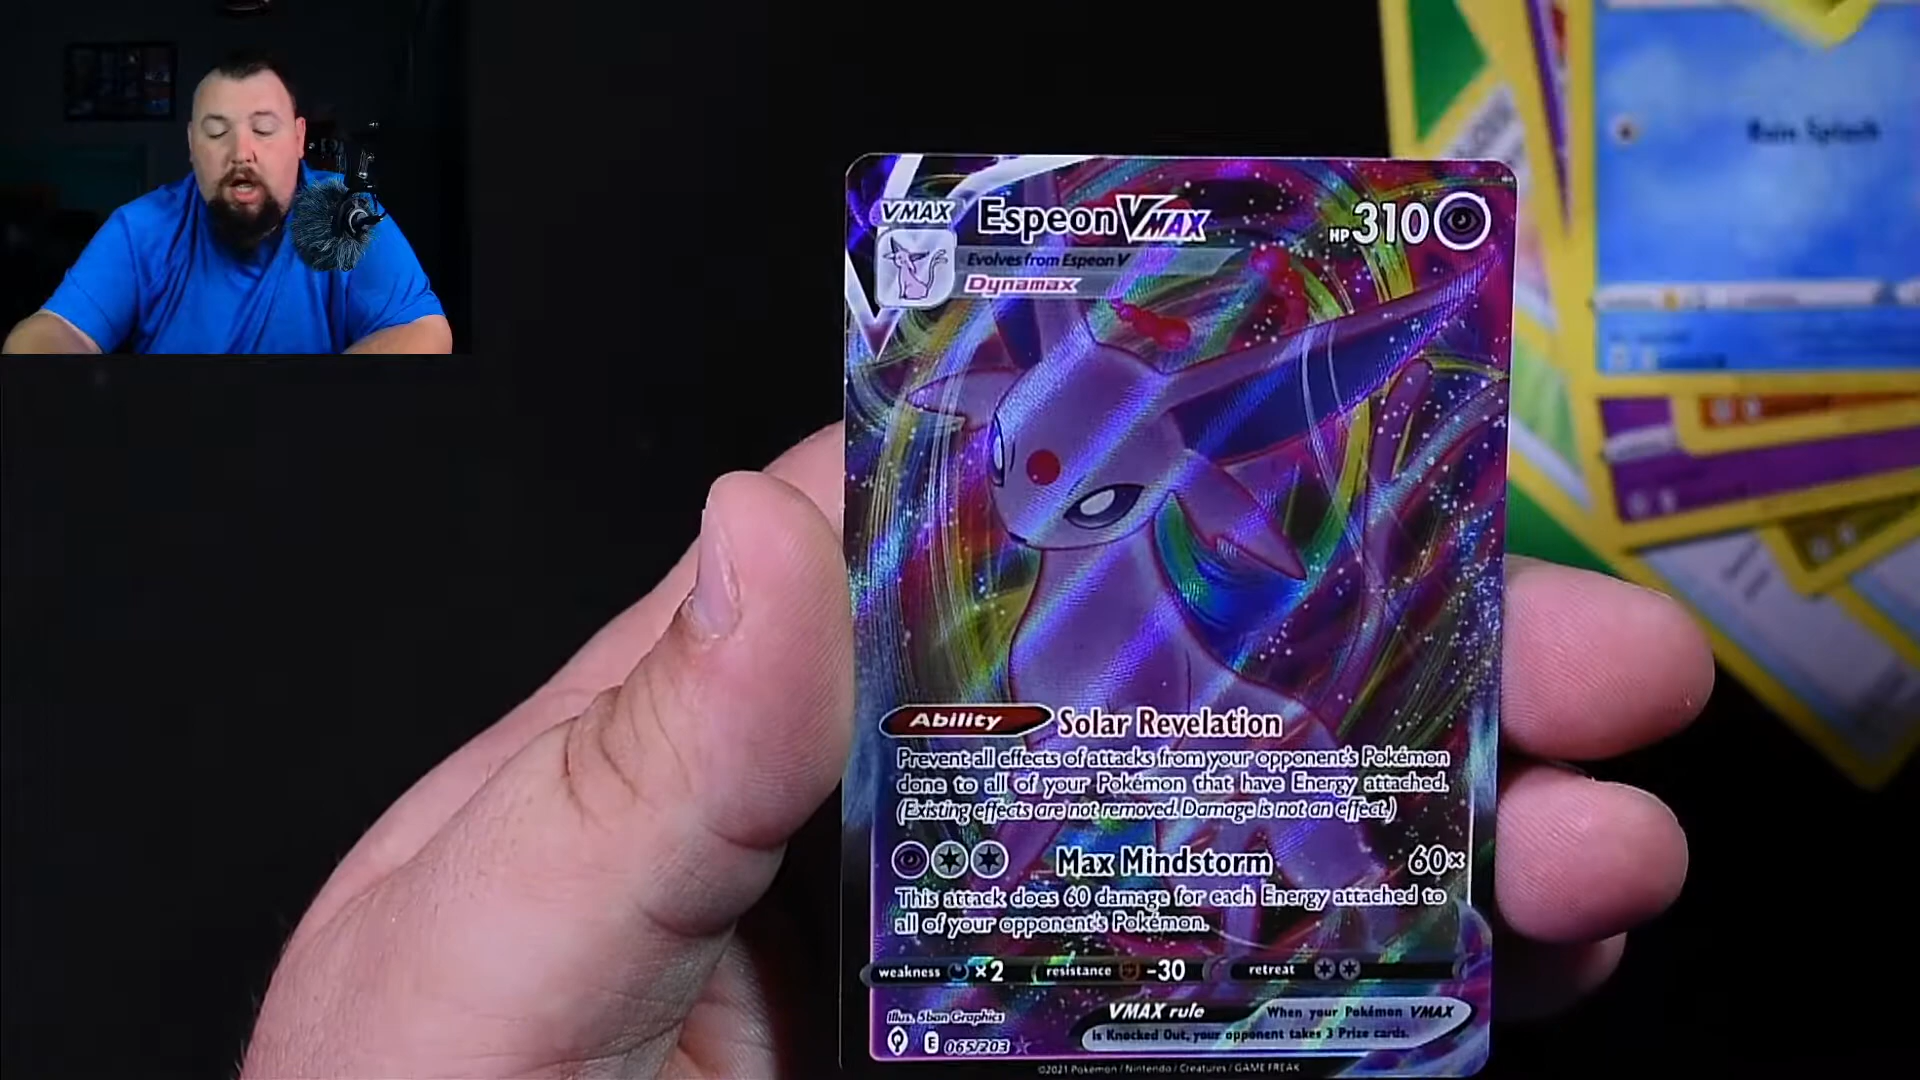 VMAX
Espeon VMAX
HP 310
Evolves from Espeon V
Dynamax
Ability Solar Revelation
Prevent all effects of attacks from your opponent's Pokémon
done to all of your Pokémon that have Energy attached.
(Existing effects are not removed. Damage is not an effect.)
Max Mindstorm 60×
This attack does 60 damage for each Energy attached to
all of your opponent's Pokémon.
weakness ×2 resistance -30 retreat
Illus. 5ban Graphics
VMAX rule When your Pokémon VMAX
is Knocked Out, your opponent takes 3 Prize cards.
E 065/203
©2021 Pokémon / Nintendo / Creatures / GAME FREAK
Rain Splash